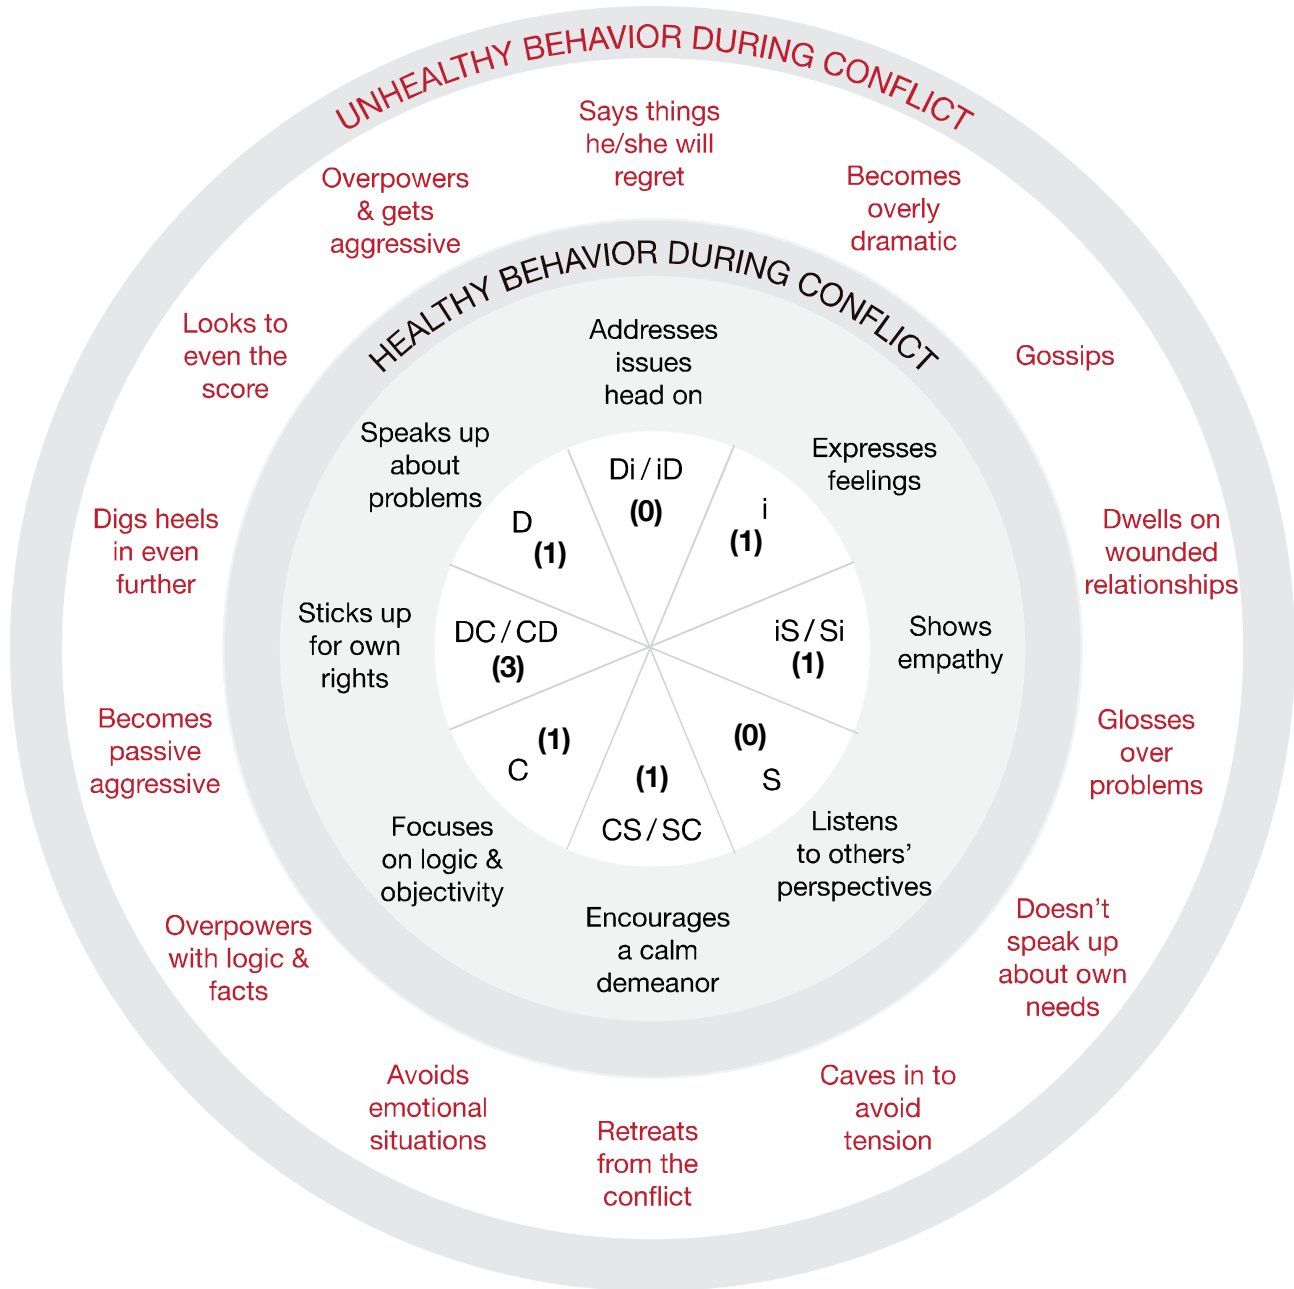 UNHEALTHY BEHAVIOR DURING CONFLICT
Says things
he/she will
regret
Becomes
overly
dramatic
Gossips
Dwells on
wounded
relationships
Glosses
over
problems
Doesn’t
speak up
about own
needs
Caves in to
avoid
tension
Retreats
from the
conflict
Avoids
emotional
situations
Overpowers
with logic &
facts
Becomes
passive
aggressive
Digs heels
in even
further
Looks to
even the
score
Overpowers
& gets
aggressive
HEALTHY BEHAVIOR DURING CONFLICT
Addresses
issues
head on
Expresses
feelings
Shows
empathy
Listens
to others’
perspectives
Encourages
a calm
demeanor
Focuses
on logic &
objectivity
Sticks up
for own
rights
Speaks up
about
problems
Di / iD
(0)
i
(1)
iS / Si
(1)
(0)
S
(1)
CS / SC
(1)
C
DC / CD
(3)
D
(1)